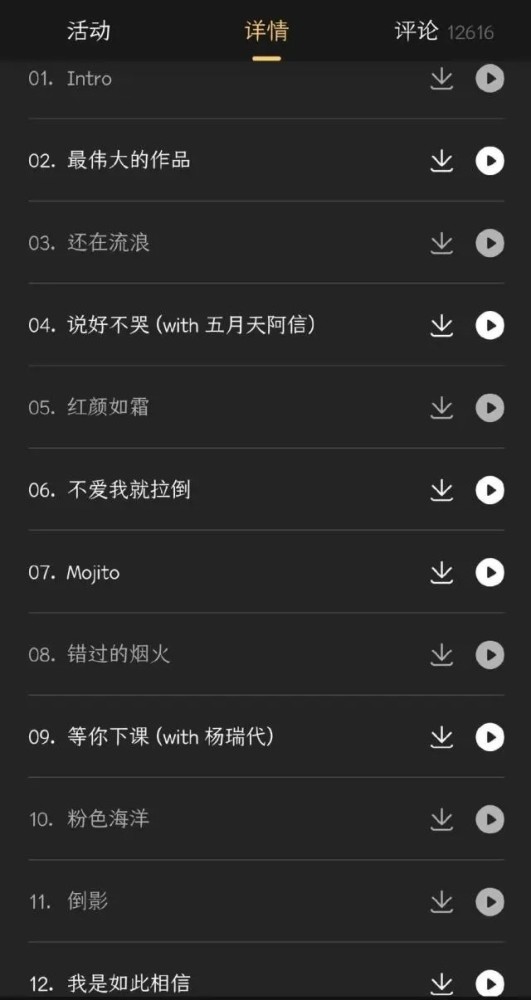 活动 详情 评论 12616
01. Intro
02. 最伟大的作品
03. 还在流浪
04. 说好不哭 (with 五月天阿信)
05. 红颜如霜
06. 不爱我就拉倒
07. Mojito
08. 错过的烟火
09. 等你下课 (with 杨瑞代)
10. 粉色海洋
11. 倒影
12. 我是如此相信